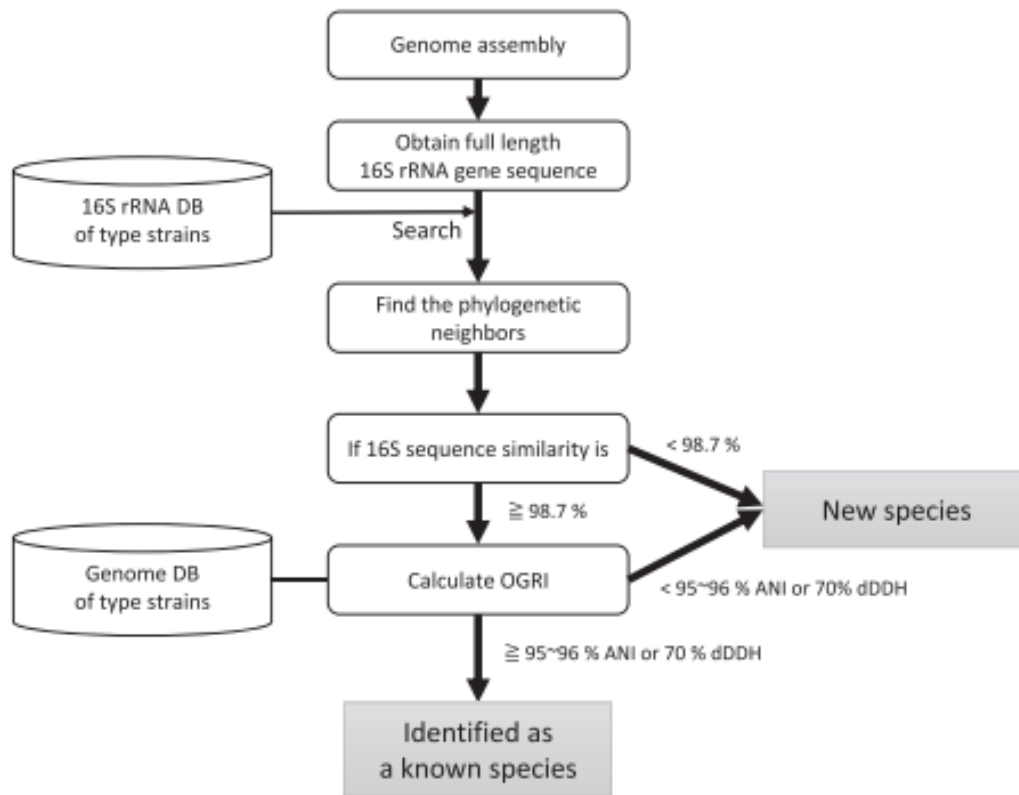 Genome assembly
Obtain full length
16S rRNA gene sequence
16S rRNA DB
of type strains
Search
Find the phylogenetic
neighbors
If 16S sequence similarity is
< 98.7 %
≧ 98.7 %
New species
Genome DB
of type strains
Calculate OGRI
< 95~96 % ANI or 70% dDDH
≧ 95~96 % ANI or 70 % dDDH
Identified as
a known species